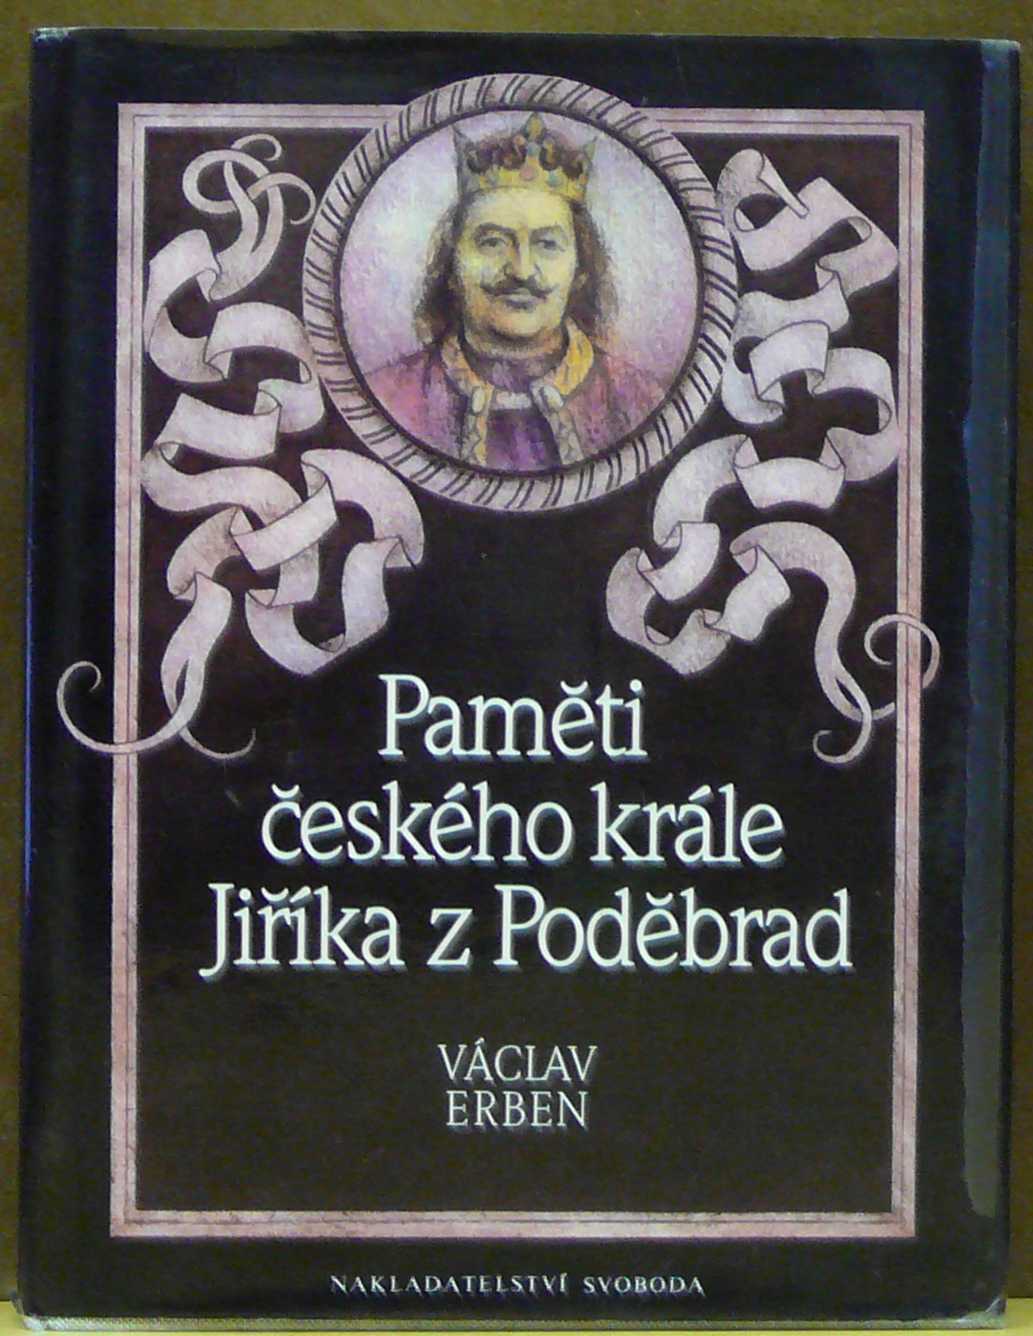 Paměti
českého krále
Jiříka z Poděbrad
VÁCLAV
ERBEN
NAKLADATELSTVÍ SVOBODA